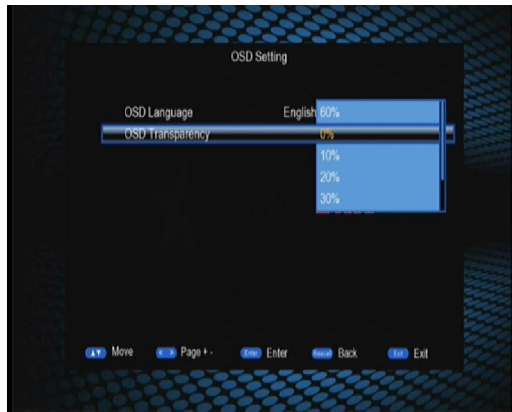 OSD Setting
OSD Language English 60%
OSD Transparency 0%
10%
20%
30%
Move Page + - Enter Enter Recall Back Exit Exit